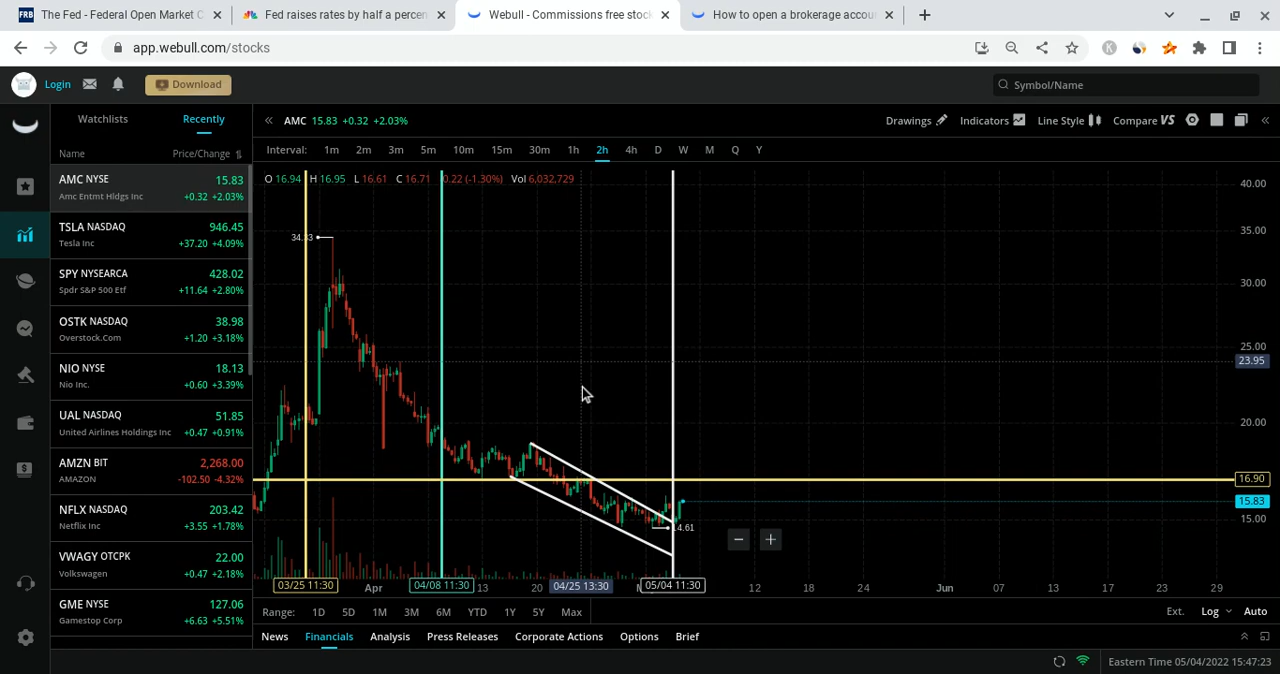 The Fed - Federal Open Market C
Fed raises rates by half a percen
Webull - Commissions free stoc
How to open a brokerage accou
app.webull.com/stocks
Login
Download
Symbol/Name
Watchlists
Recently
AMC 15.83 +0.32 +2.03%
Drawings
Indicators
Line Style
Compare VS
Name
Price/Change
Interval: 1m 2m 3m 5m 10m 15m 30m 1h 2h 4h D W M Q Y
AMC NYSE 15.83
Amc Entmt Hldgs Inc +0.32 +2.03%
O 16.94 H 16.95 L 16.61 C 16.71 0.22 (-1.30%) Vol 6,032,729
TSLA NASDAQ 946.45
Tesla Inc +37.20 +4.09%
SPY NYSEARCA 428.02
Spdr S&P 500 Etf +11.64 +2.80%
OSTK NASDAQ 38.98
Overstock.Com +1.20 +3.18%
NIO NYSE 18.13
Nio Inc. +0.60 +3.39%
UAL NASDAQ 51.85
United Airlines Holdings Inc +0.47 +0.91%
AMZN BIT 2,268.00
AMAZON -102.50 -4.32%
NFLX NASDAQ 203.42
Netflix Inc +3.55 +1.78%
VWAGY OTCPK 22.00
Volkswagen +0.47 +2.18%
GME NYSE 127.06
Gamestop Corp +6.63 +5.51%
40.00
35.00
30.00
25.00
23.95
20.00
16.90
15.83
15.00
14.61
03/25 11:30 Apr 04/08 11:30 13 20 04/25 13:30 05/04 11:30 12 18 24 Jun 07 13 17 23 29
Range: 1D 5D 1M 3M 6M YTD 1Y 5Y Max
Ext. Log Auto
News Financials Analysis Press Releases Corporate Actions Options Brief
Eastern Time 05/04/2022 15:47:23